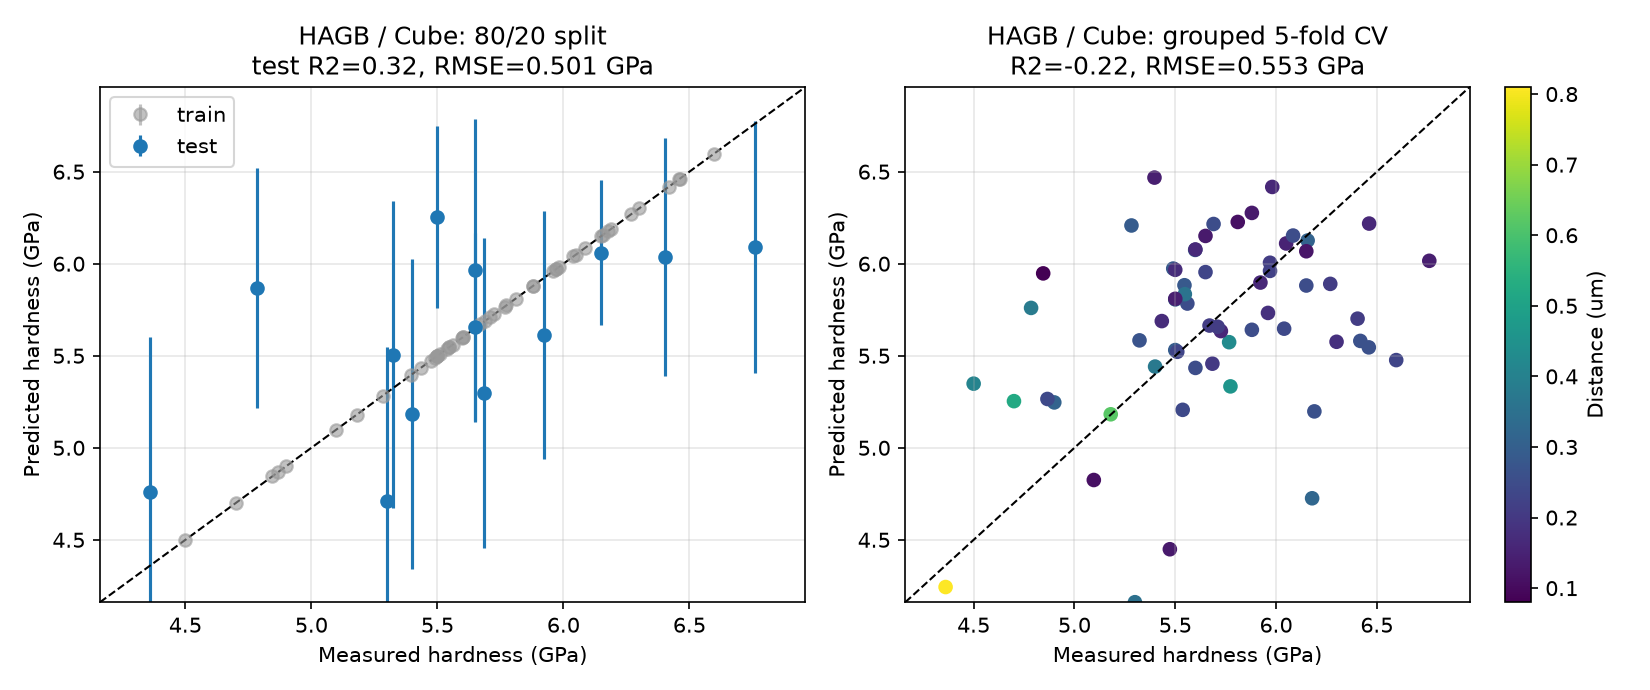 HAGB / Cube: 80/20 split
test R2=0.32, RMSE=0.501 GPa
train
test
Predicted hardness (GPa)
6.5
6.0
5.5
5.0
4.5
4.5
5.0
5.5
6.0
6.5
Measured hardness (GPa)
HAGB / Cube: grouped 5-fold CV
R2=-0.22, RMSE=0.553 GPa
Predicted hardness (GPa)
6.5
6.0
5.5
5.0
4.5
4.5
5.0
5.5
6.0
6.5
Measured hardness (GPa)
0.8
0.7
0.6
0.5
0.4
0.3
0.2
0.1
Distance (um)